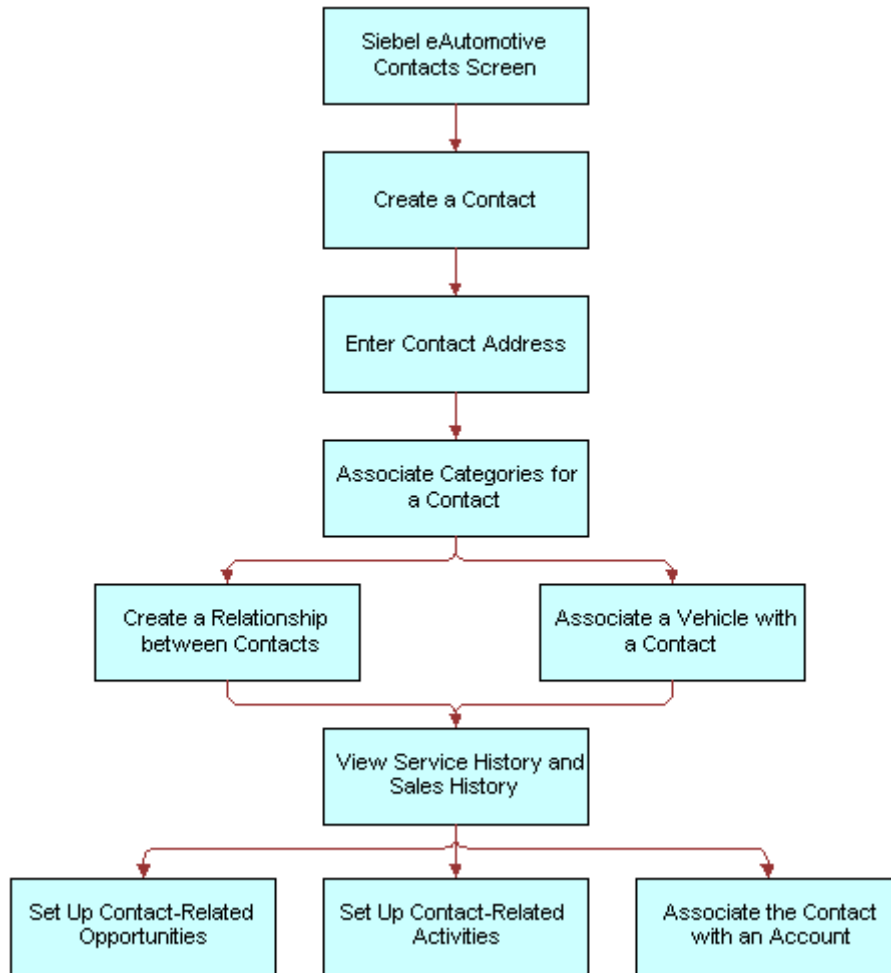 Siebel eAutomotive
Contacts Screen
Create a Contact
Enter Contact Address
Associate Categories for
a Contact
Create a Relationship
between Contacts
Associate a Vehicle with
a Contact
View Service History and
Sales History
Set Up Contact-Related
Opportunities
Set Up Contact-Related
Activities
Associate the Contact
with an Account